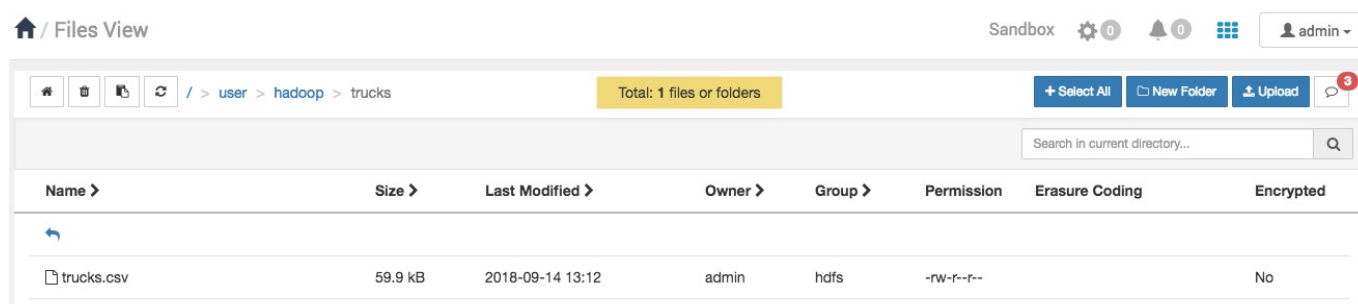 / Files View
Sandbox 0 0 admin
/ > user > hadoop > trucks Total: 1 files or folders + Select All New Folder Upload 3
Search in current directory...
Name Size Last Modified Owner Group Permission Erasure Coding Encrypted
trucks.csv 59.9 kB 2018-09-14 13:12 admin hdfs -rw-r--r-- No